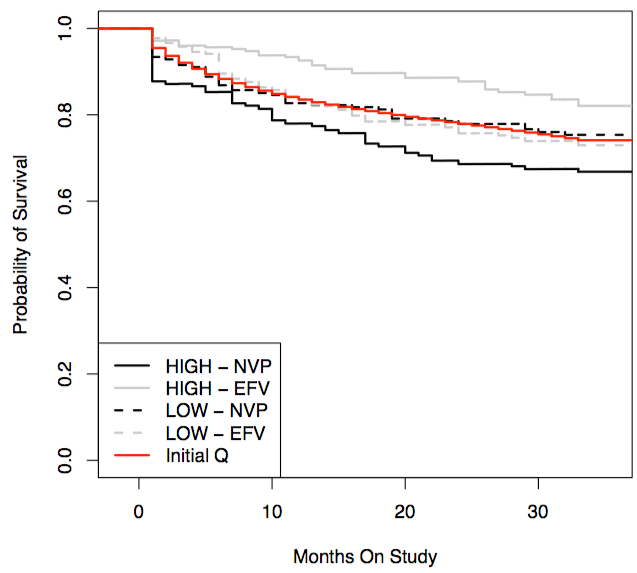 Probability of Survival
1.0
0.8
0.6
0.4
0.2
0.0
HIGH − NVP
HIGH − EFV
LOW − NVP
LOW − EFV
Initial Q
0 10 20 30
Months On Study